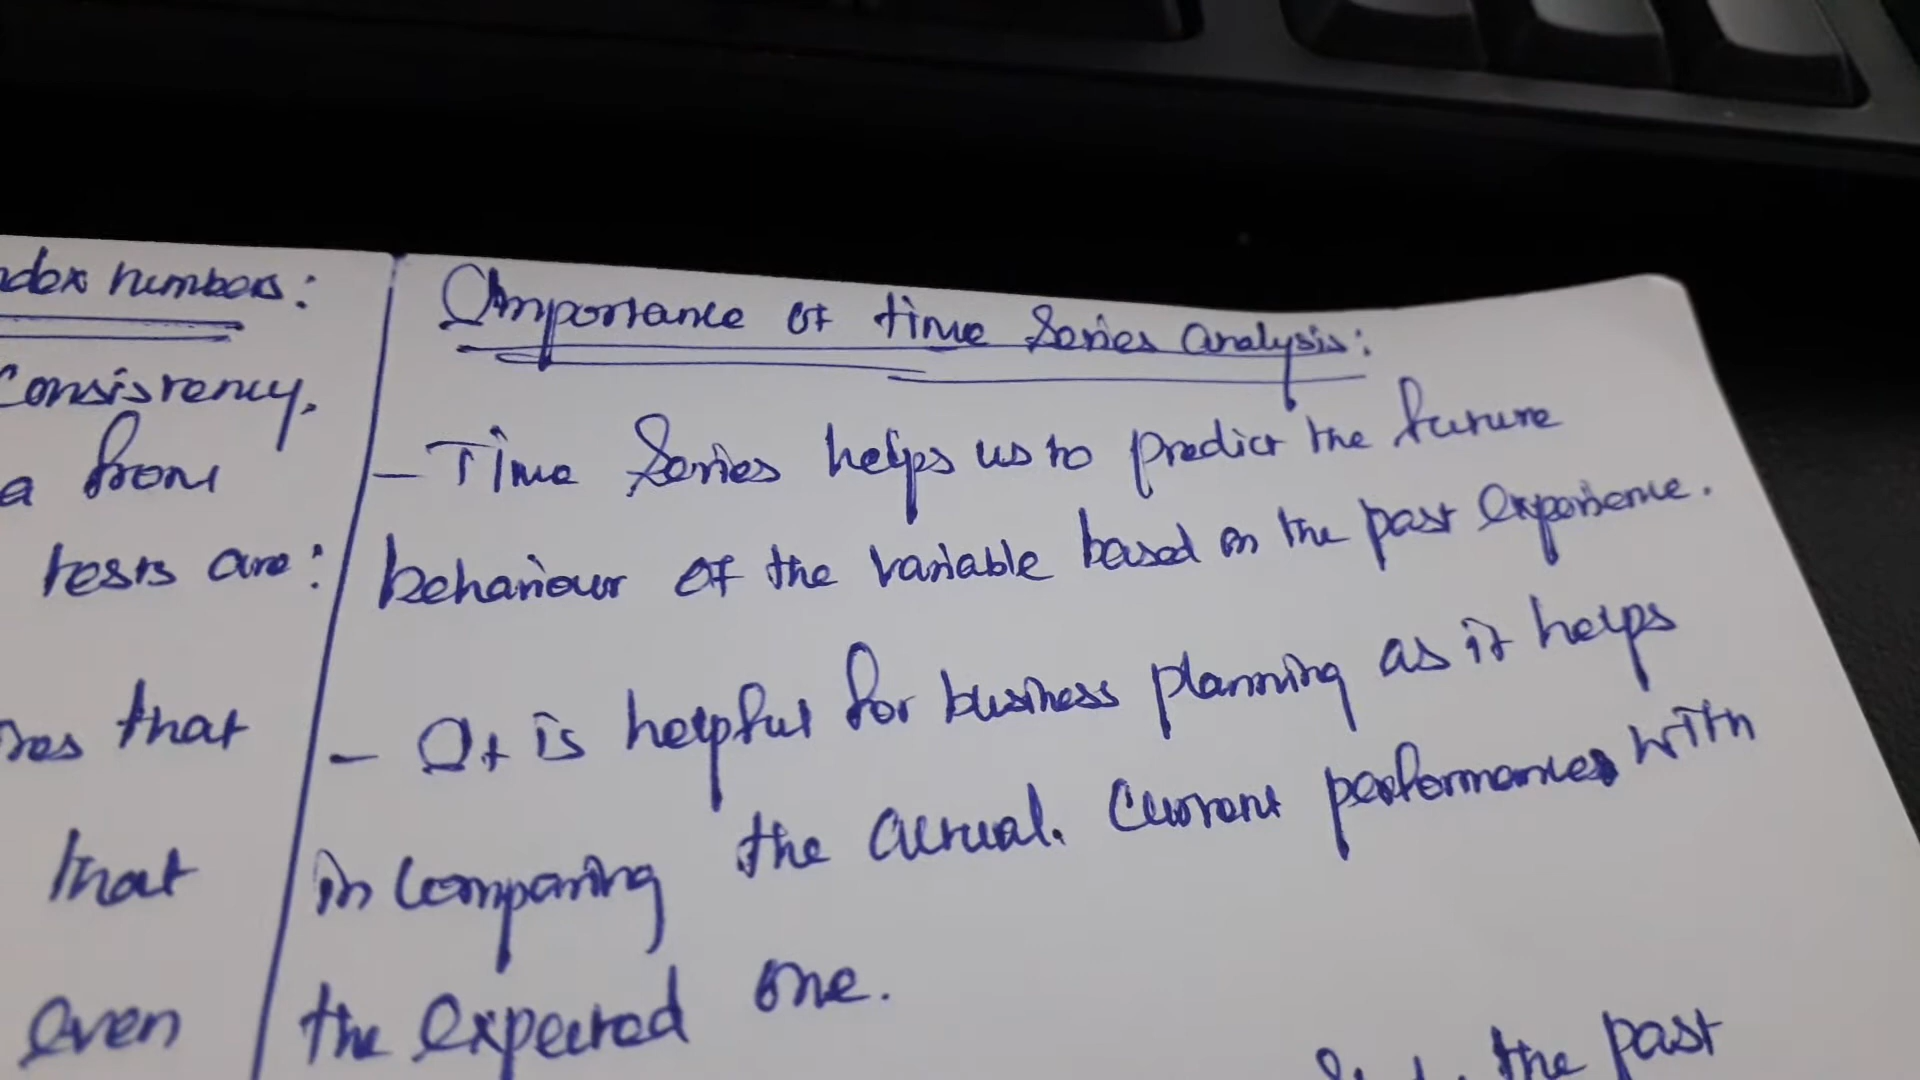 ndex numbers:
Consistency,
a from
tests are:
that
that
even
Importance of time Series analysis:
- Time Series helps us to predict the future
behaviour of the variable based on the past experience.
- It is helpful for business planning as it helps
in comparing the actual. Current performances with
the expected one.
the past